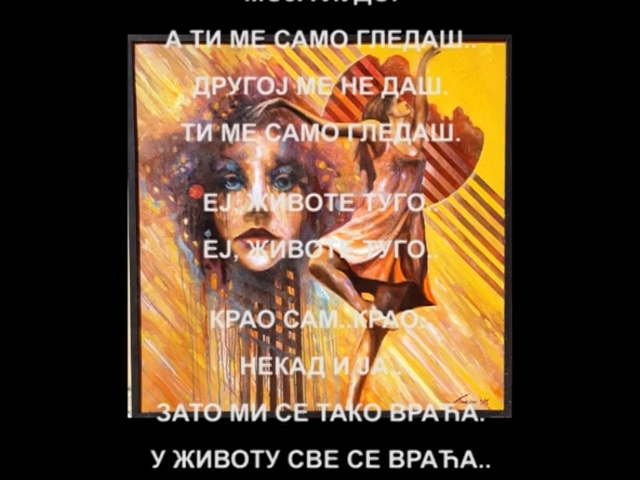 А ТИ МЕ САМО ГЛЕДАШ..
ДРУГОЈ МЕ НЕ ДАШ.
ТИ МЕ САМО ГЛЕДАШ.
ЕЈ, ЖИВОТЕ ТУГО..
ЕЈ, ЖИВОТЕ ТУГО..
КРАО САМ..КРАО.
НЕКАД И ЈА..
ЗАТО МИ СЕ ТАКО ВРАЋА.
У ЖИВОТУ СВЕ СЕ ВРАЋА..